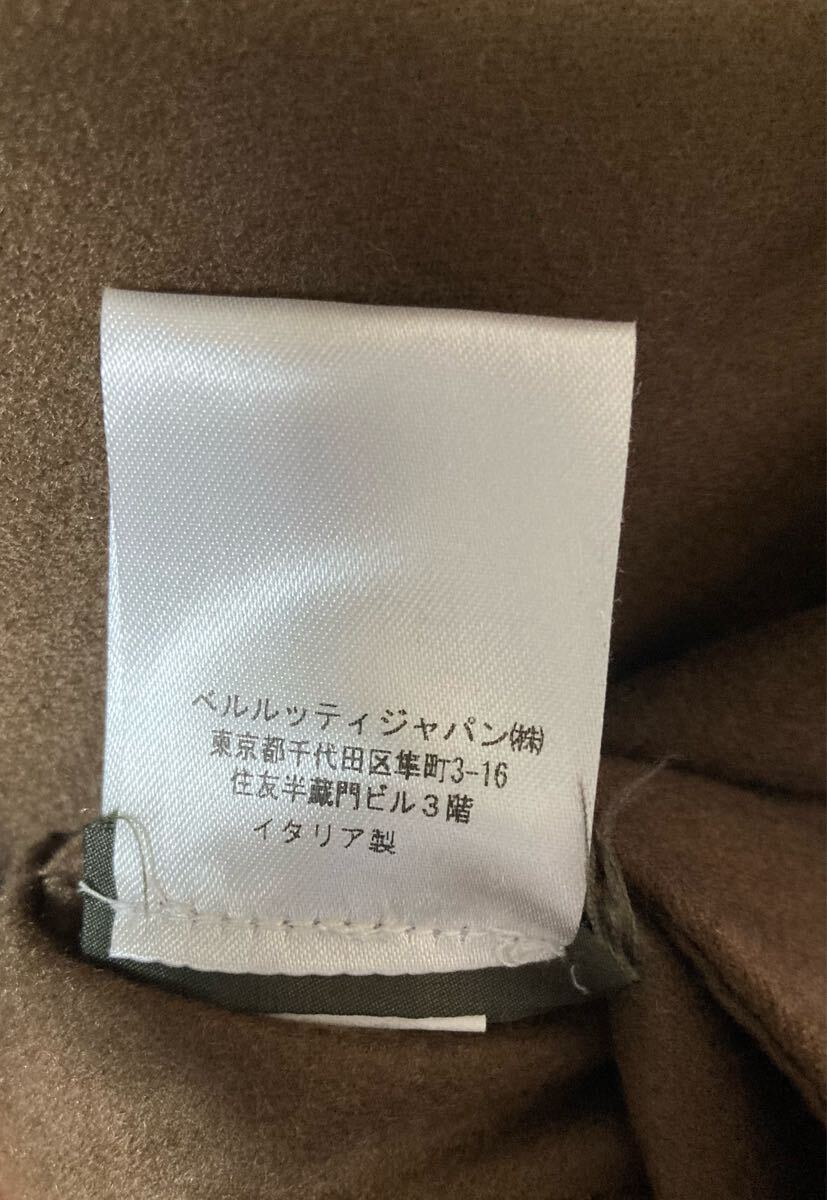 ベルルッティジャパン㈱
東京都千代田区隼町3-16
住友半蔵門ビル３階
イタリア製